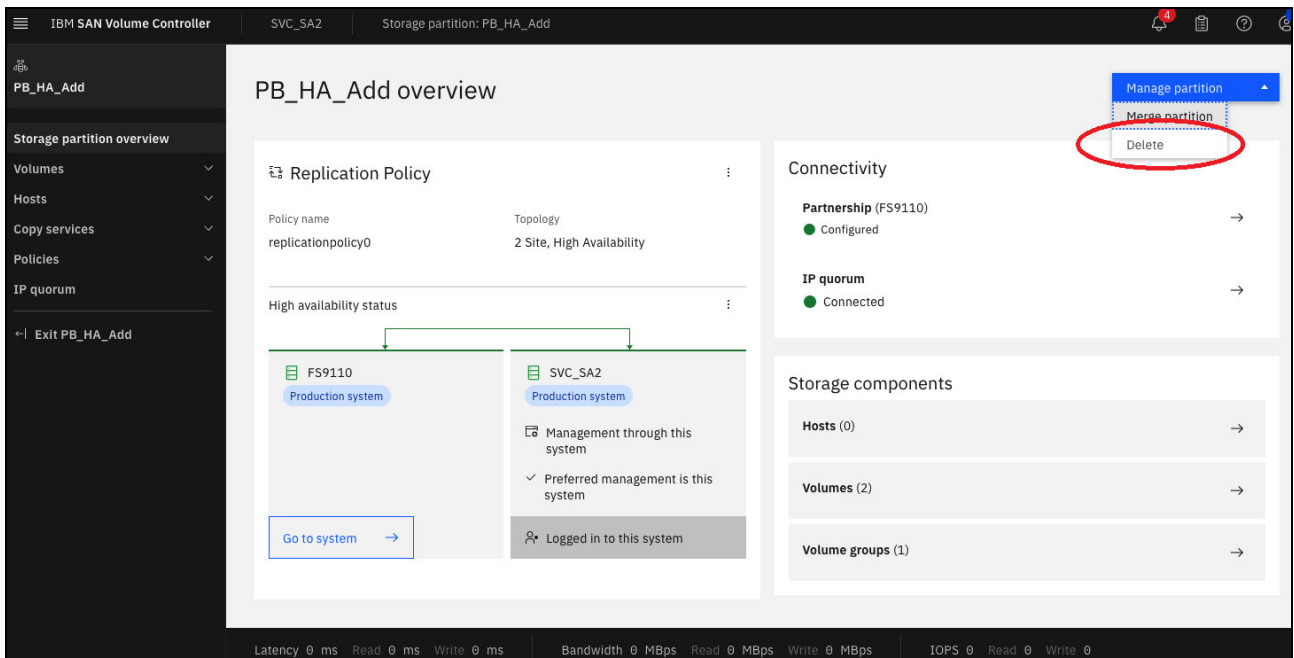 IBM SAN Volume Controller
SVC_SA2
Storage partition: PB_HA_Add
4
PB_HA_Add
Storage partition overview
Volumes
Hosts
Copy services
Policies
IP quorum
Exit PB_HA_Add
PB_HA_Add overview
Manage partition
Merge partition
Delete
Replication Policy
Policy name
Topology
replicationpolicy0
2 Site, High Availability
High availability status
FS9110
Production system
Go to system
SVC_SA2
Production system
Management through this
system
Preferred management is this
system
Logged in to this system
Connectivity
Partnership (FS9110)
Configured
IP quorum
Connected
Storage components
Hosts (0)
Volumes (2)
Volume groups (1)
Latency 0 ms Read 0 ms Write 0 ms
Bandwidth 0 MBps Read 0 MBps Write 0 MBps
IOPS 0 Read 0 Write 0